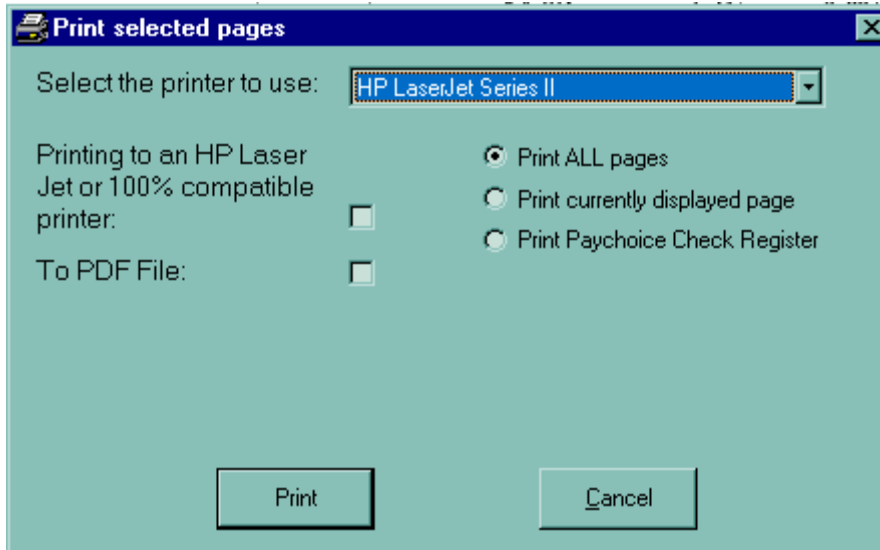 Print selected pages
Select the printer to use:
HP LaserJet Series II
Printing to an HP Laser
Jet or 100% compatible
printer:
To PDF File:
Print ALL pages
Print currently displayed page
Print Paychoice Check Register
Print
Cancel